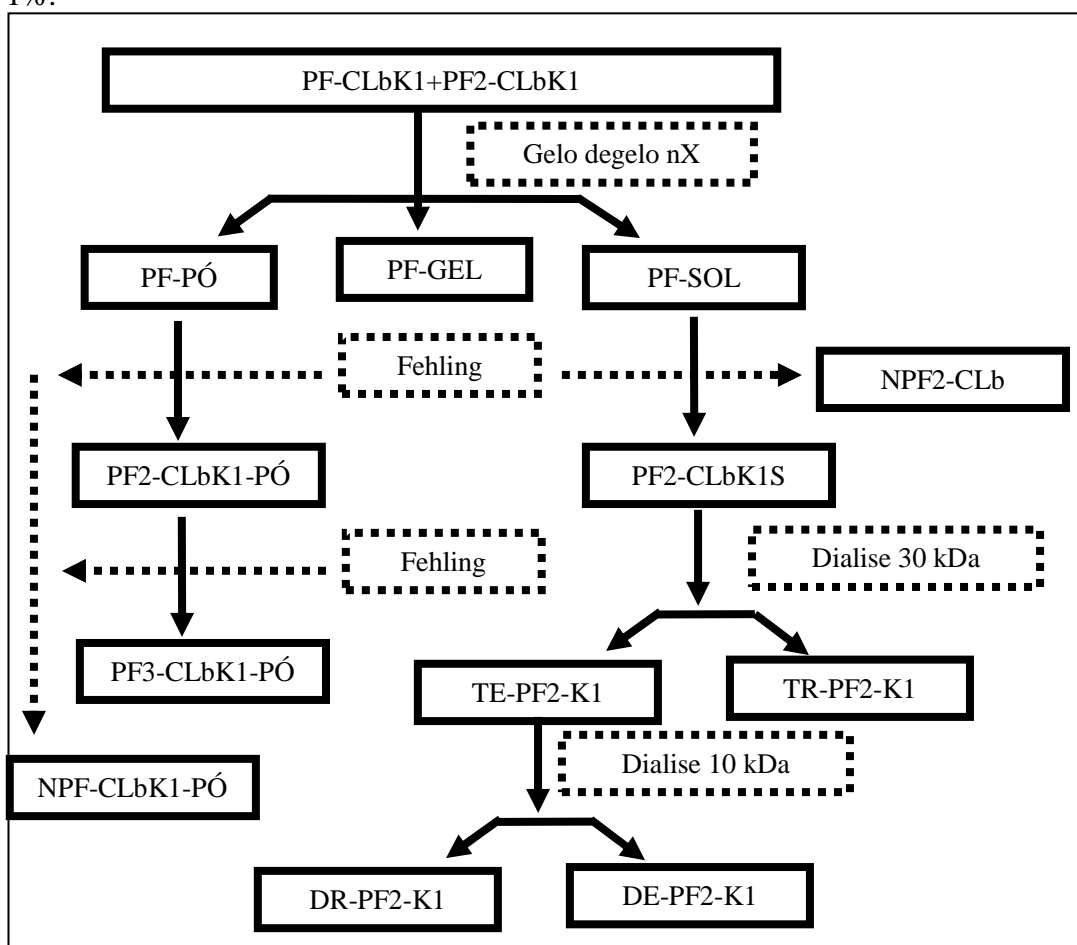 1%.
PF-CLbK1+PF2-CLbK1
Gelo degelo nX
PF-PÓ
PF-GEL
PF-SOL
Fehling
NPF2-CLb
PF2-CLbK1-PÓ
PF2-CLbK1S
Fehling
Dialise 30 kDa
PF3-CLbK1-PÓ
TE-PF2-K1
TR-PF2-K1
NPF-CLbK1-PÓ
Dialise 10 kDa
DR-PF2-K1
DE-PF2-K1